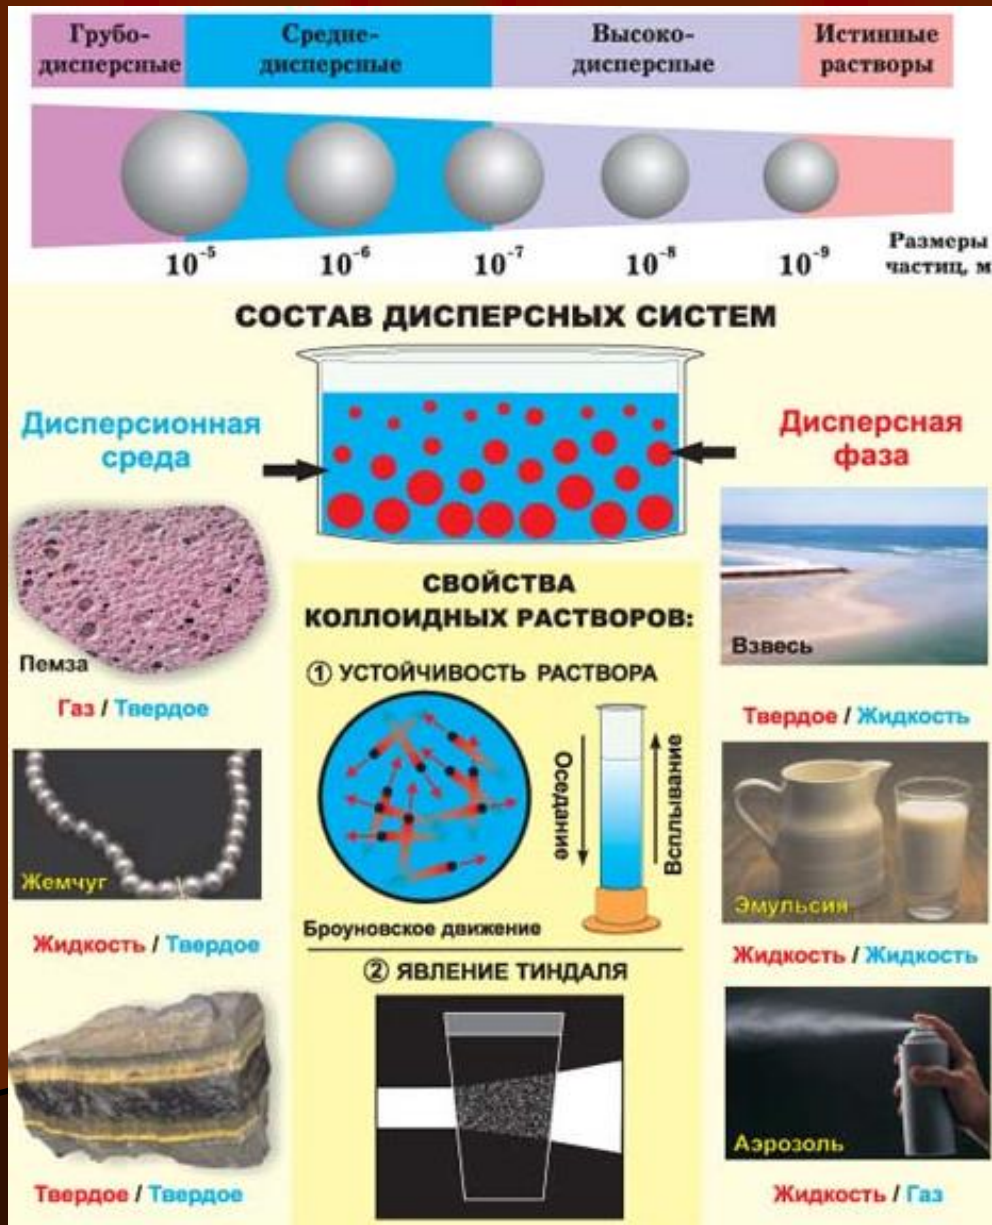 Грубо-
дисперсные
Средне-
дисперсные
Высоко-
дисперсные
Истинные
растворы
10⁻⁵
10⁻⁶
10⁻⁷
10⁻⁸
10⁻⁹
Размеры
частиц, м
СОСТАВ ДИСПЕРСНЫХ СИСТЕМ
Дисперсионная
среда
Дисперсная
фаза
Пемза
Газ / Твердое
Жемчуг
Жидкость / Твердое
Твердое / Твердое
СВОЙСТВА
КОЛЛОИДНЫХ РАСТВОРОВ:
① УСТОЙЧИВОСТЬ РАСТВОРА
Оседание
Всплывание
Броуновское движение
② ЯВЛЕНИЕ ТИНДАЛЯ
Взвесь
Твердое / Жидкость
Эмульсия
Жидкость / Жидкость
Аэрозоль
Жидкость / Газ